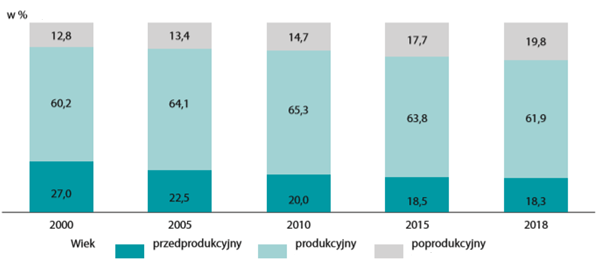 w %
12,8 13,4 14,7 17,7 19,8
60,2 64,1 65,3 63,8 61,9
27,0 22,5 20,0 18,5 18,3
2000 2005 2010 2015 2018
Wiek przedprodukcyjny produkcyjny poprodukcyjny